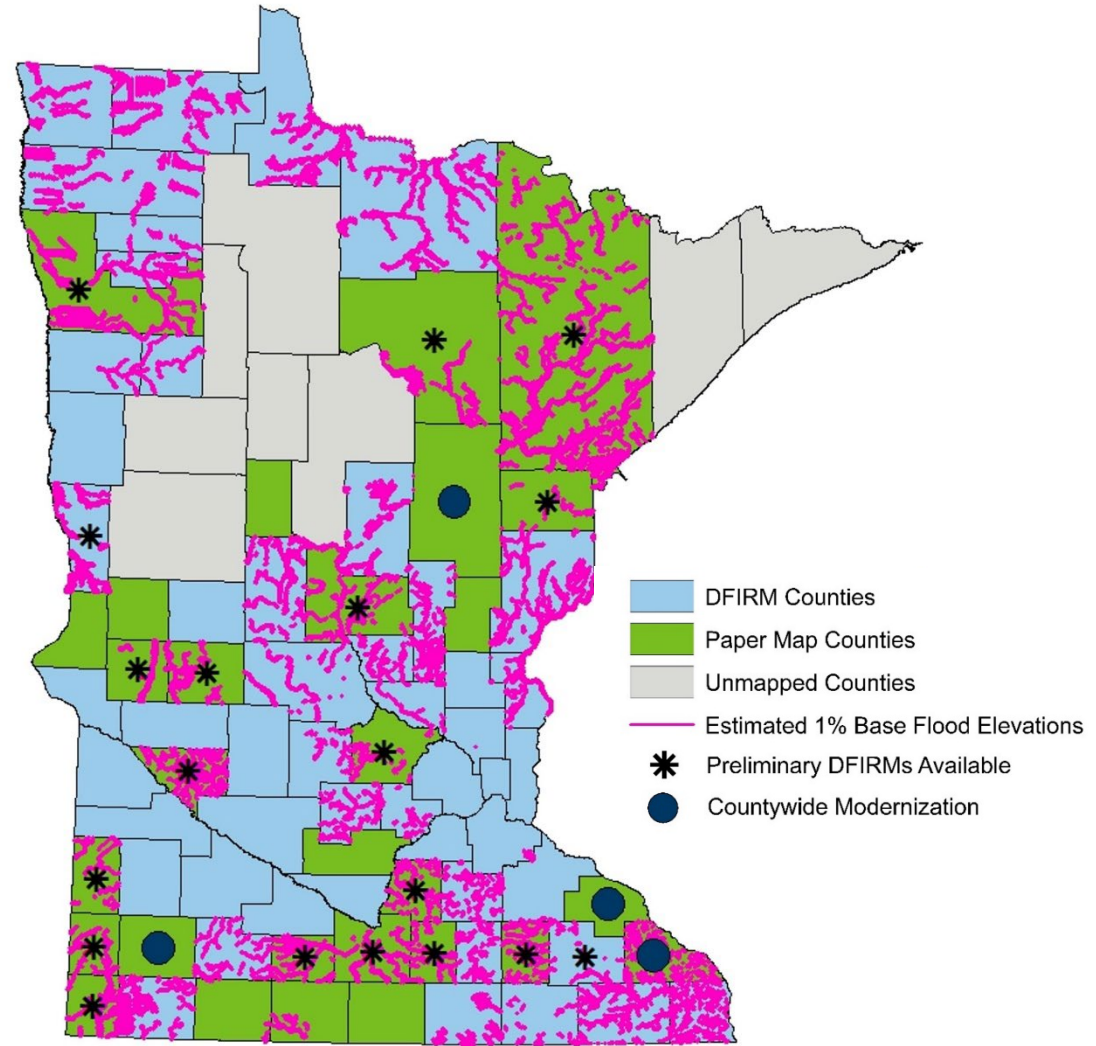 DFIRM Counties
Paper Map Counties
Unmapped Counties
Estimated 1% Base Flood Elevations
Preliminary DFIRMs Available
Countywide Modernization